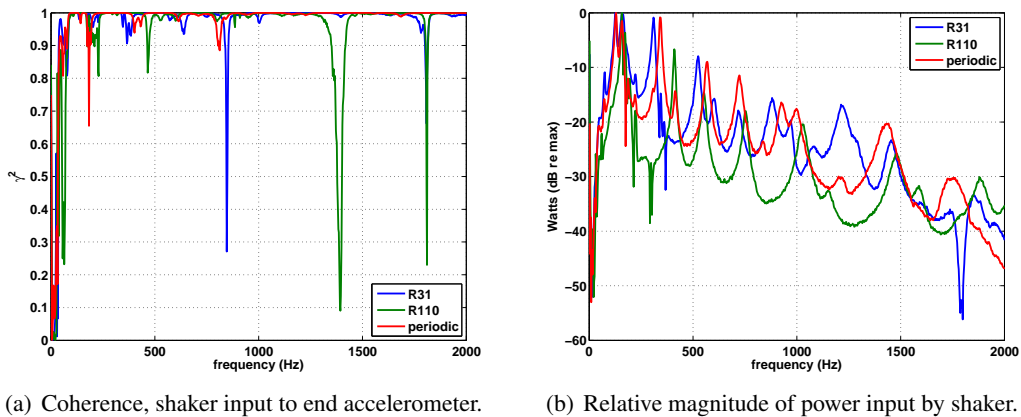 1
0.9
0.8
0.7
0.6
0.5
0.4
0.3
0.2
0.1
0
γ²
0 500 1000 1500 2000
frequency (Hz)
R31
R110
periodic
(a) Coherence, shaker input to end accelerometer.
0
−10
−20
−30
−40
−50
−60
Watts (dB re max)
0 500 1000 1500 2000
frequency (Hz)
R31
R110
periodic
(b) Relative magnitude of power input by shaker.